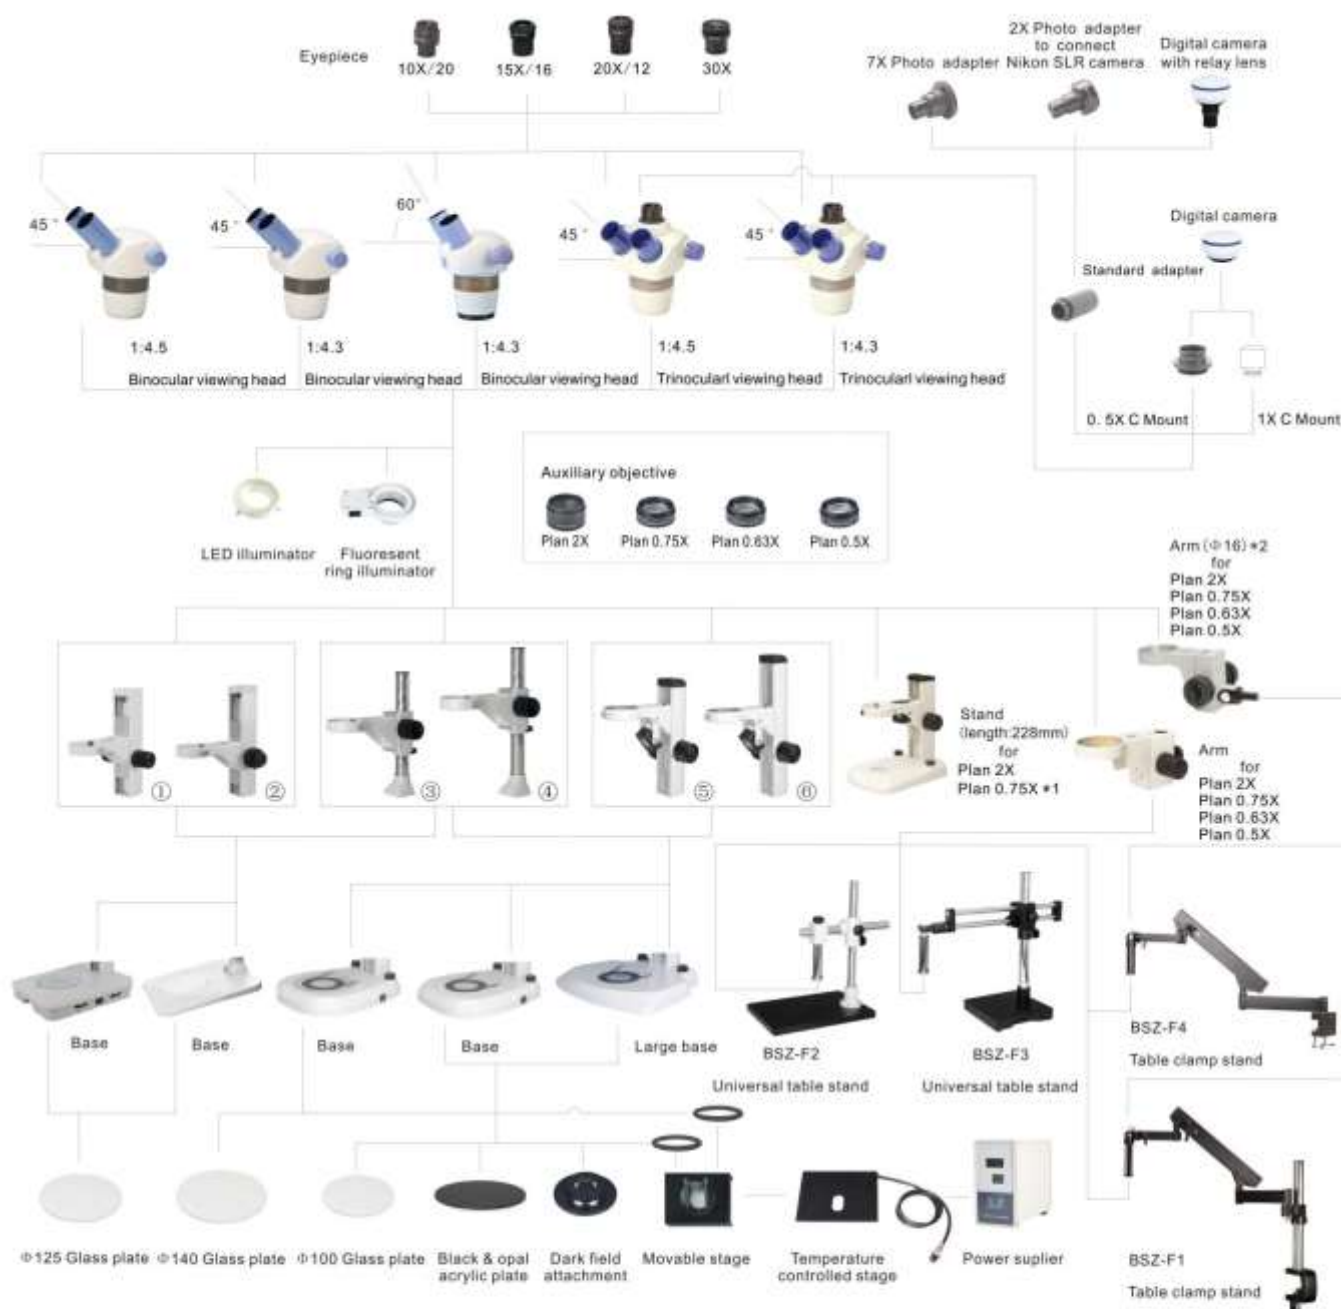 Eyepiece
10X/20
15X/16
20X/12
30X
7X Photo adapter
2X Photo adapter
to connect
Nikon SLR camera
Digital camera
with relay lens
45°
45°
60°
45°
45°
Digital camera
Standard adapter
1:4.5
Binocular viewing head
1:4.3
Binocular viewing head
1:4.3
Binocular viewing head
1:4.5
Trinocularl viewing head
1:4.3
Trinocularl viewing head
0.5X C Mount
1X C Mount
LED illuminator
Fluoresent
ring illuminator
Auxiliary objective
Plan 2X
Plan 0.75X
Plan 0.63X
Plan 0.5X
Arm(Φ16)*2
for
Plan 2X
Plan 0.75X
Plan 0.63X
Plan 0.5X
①
②
③
④
⑤
⑥
Stand
(length:228mm)
for
Plan 2X
Plan 0.75X *1
Arm
for
Plan 2X
Plan 0.75X
Plan 0.63X
Plan 0.5X
Base
Base
Base
Base
Large base
BSZ-F2
Universal table stand
BSZ-F3
Universal table stand
BSZ-F4
Table clamp stand
Φ125 Glass plate
Φ140 Glass plate
Φ100 Glass plate
Black & opal
acrylic plate
Dark field
attachment
Movable stage
Temperature
controlled stage
Power suplier
BSZ-F1
Table clamp stand